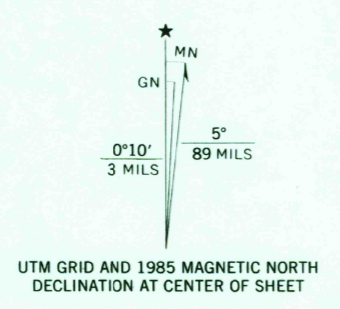 MN
GN
5°
89 MILS
0°10′
3 MILS
UTM GRID AND 1985 MAGNETIC NORTH
DECLINATION AT CENTER OF SHEET